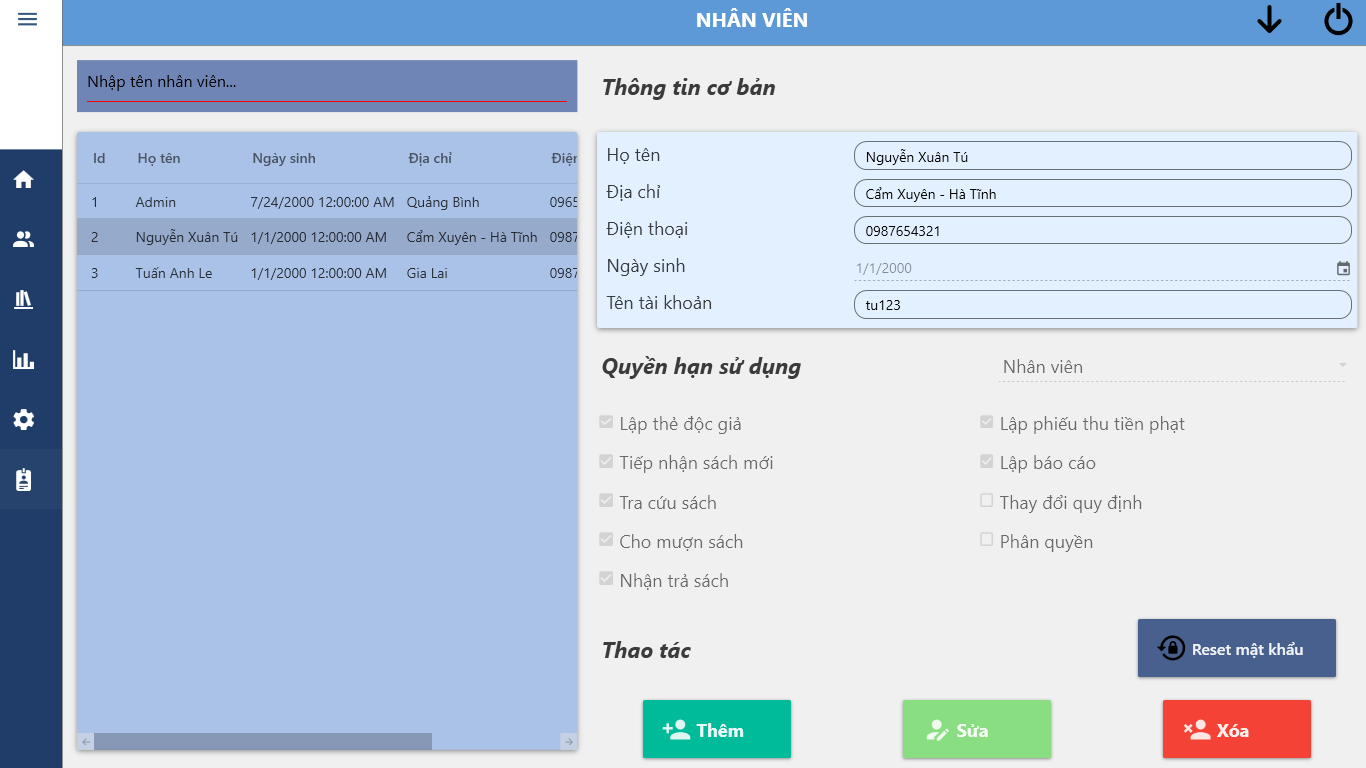 NHÂN VIÊN
Nhập tên nhân viên...
Id Họ tên Ngày sinh Địa chỉ
1 Admin 7/24/2000 12:00:00 AM Quảng Bình 0965
2 Nguyễn Xuân Tú 1/1/2000 12:00:00 AM Cẩm Xuyên - Hà Tĩnh 0987
3 Tuấn Anh Le 1/1/2000 12:00:00 AM Gia Lai 0987
Thông tin cơ bản
Họ tên Nguyễn Xuân Tú
Địa chỉ Cẩm Xuyên - Hà Tĩnh
Điện thoại 0987654321
Ngày sinh 1/1/2000
Tên tài khoản tu123
Quyền hạn sử dụng Nhân viên
Lập thẻ độc giả Lập phiếu thu tiền phạt
Tiếp nhận sách mới Lập báo cáo
Tra cứu sách Thay đổi quy định
Cho mượn sách Phân quyền
Nhận trả sách
Thao tác Reset mật khẩu
Thêm Sửa Xóa